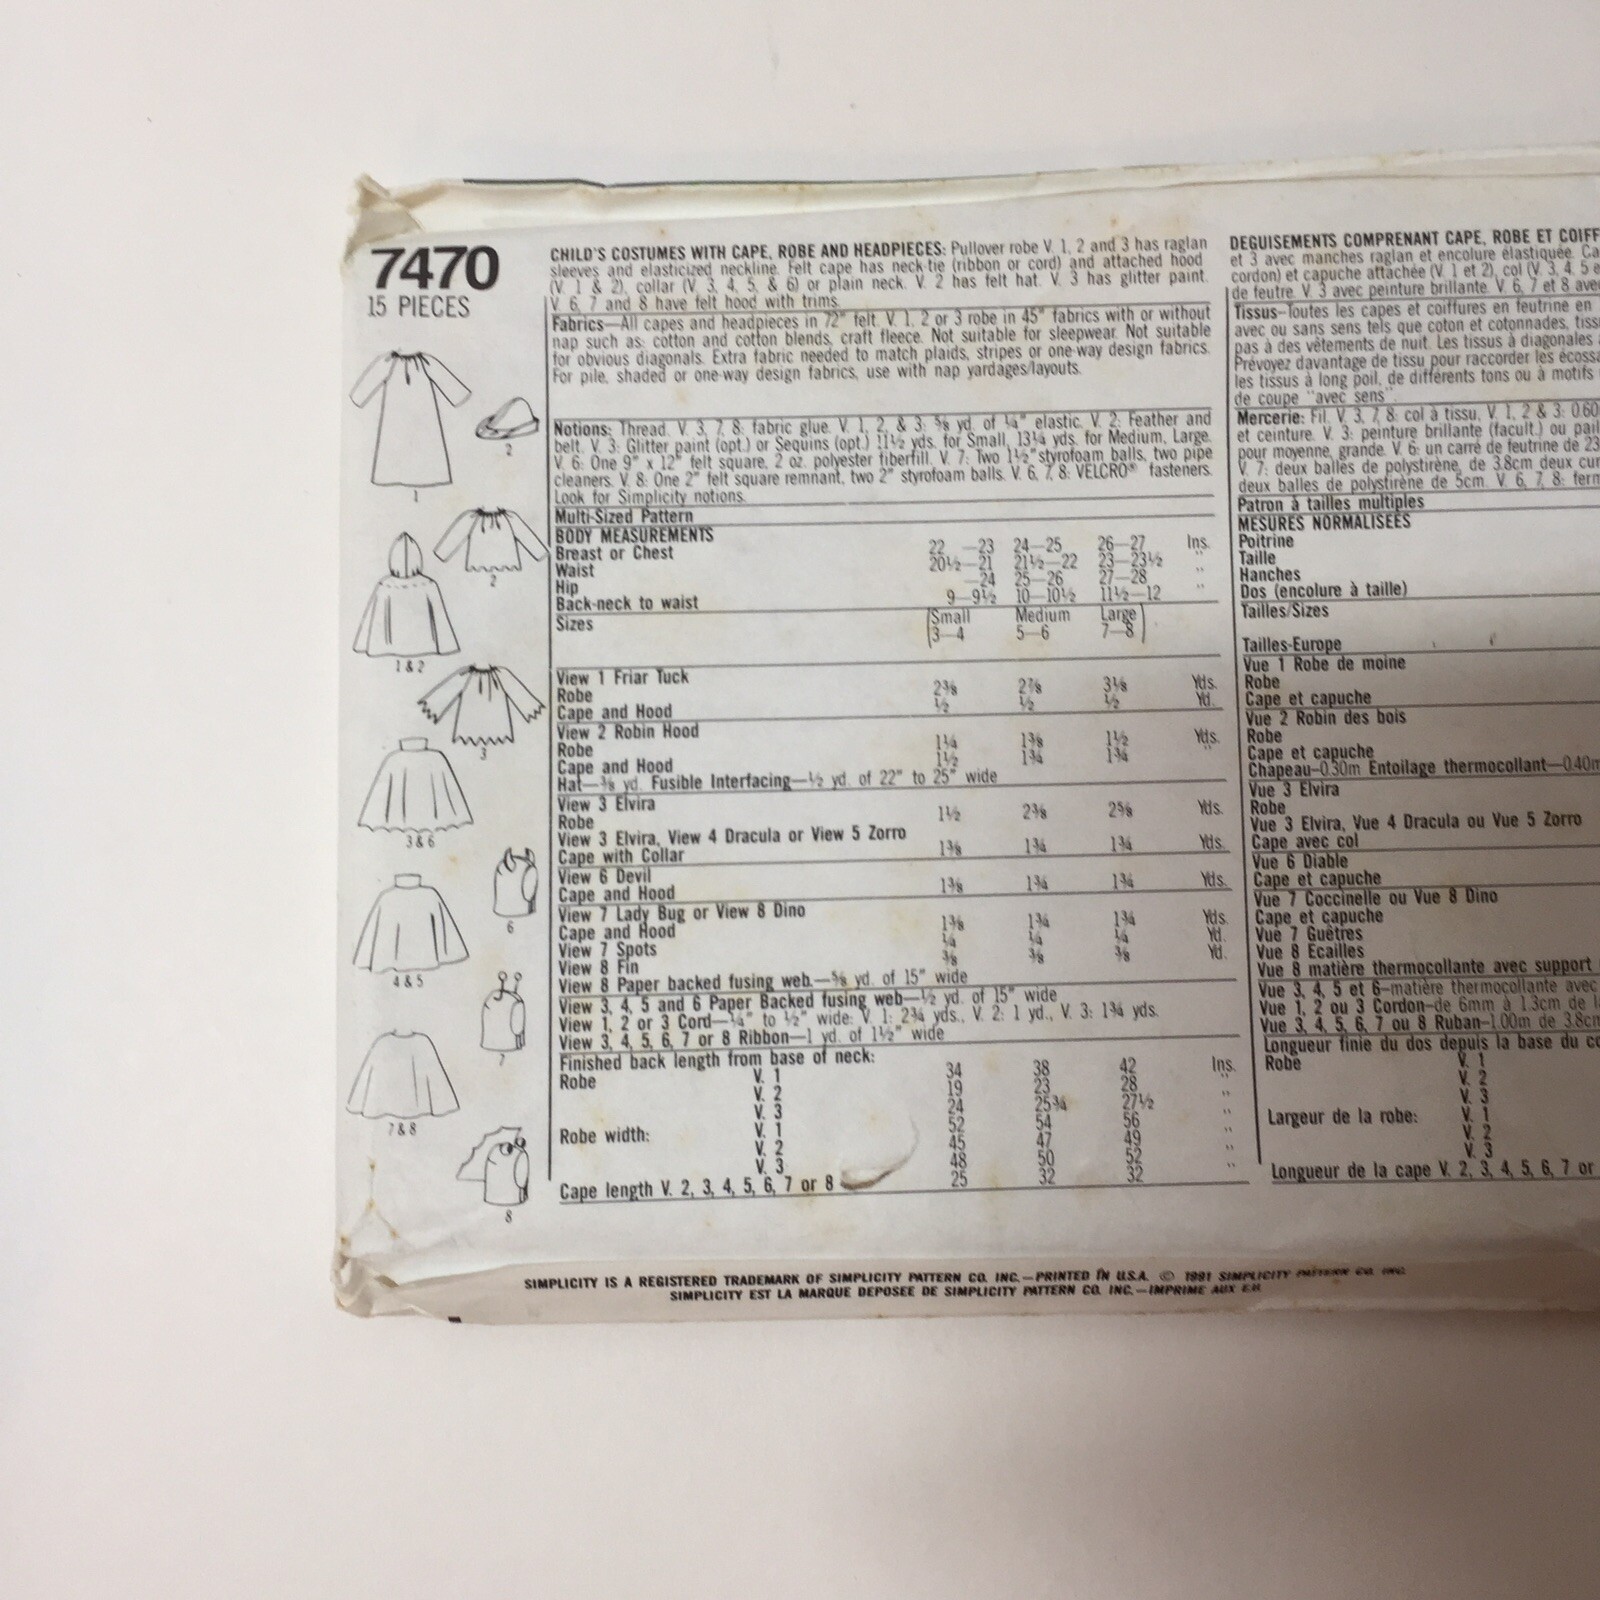 7470
15 PIECES
1
2
2
1 & 2
3
3 & 6
6
4 & 5
7
7 & 8
8
CHILD'S COSTUMES WITH CAPE, ROBE AND HEADPIECES: Pullover robe V. 1, 2 and 3 has raglan
sleeves and elasticized neckline. Felt cape has neck-tie (ribbon or cord) and attached hood
(V. 1 & 2), collar (V. 3, 4, 5, & 6) or plain neck. V. 2 has felt hat. V. 3 has glitter paint.
V. 6, 7 and 8 have felt hood with trims.
Fabrics—All capes and headpieces in 72" felt. V. 1, 2 or 3 robe in 45" fabrics with or without
nap such as: cotton and cotton blends, craft fleece. Not suitable for sleepwear. Not suitable
for obvious diagonals. Extra fabric needed to match plaids, stripes or one-way design fabrics.
For pile, shaded or one-way design fabrics, use with nap yardages/layouts.
Notions: Thread. V. 3, 7, 8: fabric glue. V. 1, 2, & 3: ⅝ yd. of ¼" elastic. V. 2: Feather and
belt. V. 3: Glitter paint (opt.) or Sequins (opt.) 11½ yds. for Small, 13¼ yds. for Medium, Large.
V. 6: One 9" x 12" felt square, 2 oz. polyester fiberfill. V. 7: Two 1½" styrofoam balls, two pipe
cleaners. V. 8: One 2" felt square remnant, two 2" styrofoam balls. V. 6, 7, 8: VELCRO® fasteners.
Look for Simplicity notions.
Multi-Sized Pattern
BODY MEASUREMENTS
Breast or Chest 22 —23 24—25 26—27 Ins.
Waist 20½—21 21½—22 23—23½ "
Hip —24 25—26 27—28 "
Back-neck to waist 9—9½ 10—10½ 11½—12 "
Sizes Small Medium Large
3—4 5—6 7—8
View 1 Friar Tuck
Robe 2⅜ 2⅞ 3⅛ Yds.
Cape and Hood ½ ½ ½ Yd.
View 2 Robin Hood
Robe 1¼ 1⅜ 1½ Yds.
Cape and Hood 1½ 1¾ 1¾ "
Hat—⅜ yd. Fusible Interfacing—½ yd. of 22" to 25" wide
View 3 Elvira
Robe 1½ 2⅜ 2⅝ Yds.
View 3 Elvira, View 4 Dracula or View 5 Zorro
Cape with Collar 1⅜ 1¾ 1¾ Yds.
View 6 Devil
Cape and Hood 1⅜ 1¾ 1¾ Yds.
View 7 Lady Bug or View 8 Dino
Cape and Hood 1⅜ 1¾ 1¾ Yds.
View 7 Spots ¼ ¼ ¼ Yd.
View 8 Fin ⅜ ⅜ ⅜ Yd.
View 8 Paper backed fusing web.—⅝ yd. of 15" wide
View 3, 4, 5 and 6 Paper Backed fusing web—½ yd. of 15" wide
View 1, 2 or 3 Cord—¼" to ½" wide: V. 1: 2¾ yds., V. 2: 1 yd., V. 3: 1¾ yds.
View 3, 4, 5, 6, 7 or 8 Ribbon—1 yd. of 1½" wide
Finished back length from base of neck:
Robe V. 1 34 38 42 Ins.
V. 2 19 23 28 "
V. 3 24 25¾ 27½ "
Robe width: V. 1 52 54 56 "
V. 2 45 47 49 "
V. 3 48 50 52 "
Cape length V. 2, 3, 4, 5, 6, 7 or 8 25 32 32 "
DEGUISEMENTS COMPRENANT CAPE, ROBE ET
et 3 avec manches raglan et encolure élastiquée.
cordon) et capuche attachée (V. 1 et 2), col (V. 3, 4, 5
de feutre. V. 3 avec peinture brillante. V. 6, 7 et 8
Tissus—Toutes les capes et coiffures en feutrine en
avec ou sans sens tels que coton et cotonnades,
pas à des vêtements de nuit. Les tissus à diagonales
Prévoyez davantage de tissu pour raccorder les
les tissus à long poil, de différents tons ou à motifs
de coupe "avec sens".
Mercerie: Fil. V. 3, 7, 8: col à tissu. V. 1, 2 & 3: 0.60
et ceinture. V. 3: peinture brillante (facult.) ou
pour moyenne, grande. V. 6: un carré de feutrine de 23
V. 7: deux balles de polystirène, de 3.8cm deux
deux balles de polystirène de 5cm. V. 6, 7, 8:
Patron à tailles multiples
MESURES NORMALISÉES
Poitrine
Taille
Hanches
Dos (encolure à taille)
Tailles/Sizes
Tailles-Europe
Vue 1 Robe de moine
Robe
Cape et capuche
Vue 2 Robin des bois
Robe
Cape et capuche
Chapeau—0.30m Entoilage thermocollant—0.40m
Vue 3 Elvira
Robe
Vue 3 Elvira, Vue 4 Dracula ou Vue 5 Zorro
Cape avec col
Vue 6 Diable
Cape et capuche
Vue 7 Coccinelle ou Vue 8 Dino
Cape et capuche
Vue 7 Guêtres
Vue 8 Ecailles
Vue 8 matière thermocollante avec support
Vue 3, 4, 5 et 6—matière thermocollante avec
Vue 1, 2 ou 3 Cordon—de 6mm à 1.3cm de
Vue 3, 4, 5, 6, 7 ou 8 Ruban—1.00m de 3.8cm
Longueur finie du dos depuis la base du
Robe V. 1
V. 2
V. 3
Largeur de la robe: V. 1
V. 2
V. 3
Longueur de la cape V. 2, 3, 4, 5, 6, 7 or
SIMPLICITY IS A REGISTERED TRADEMARK OF SIMPLICITY PATTERN CO. INC.—PRINTED IN U.S.A. © 1991 SIMPLICITY PATTERN CO. INC.
SIMPLICITY EST LA MARQUE DEPOSEE DE SIMPLICITY PATTERN CO. INC.—IMPRIME AUX E.U.